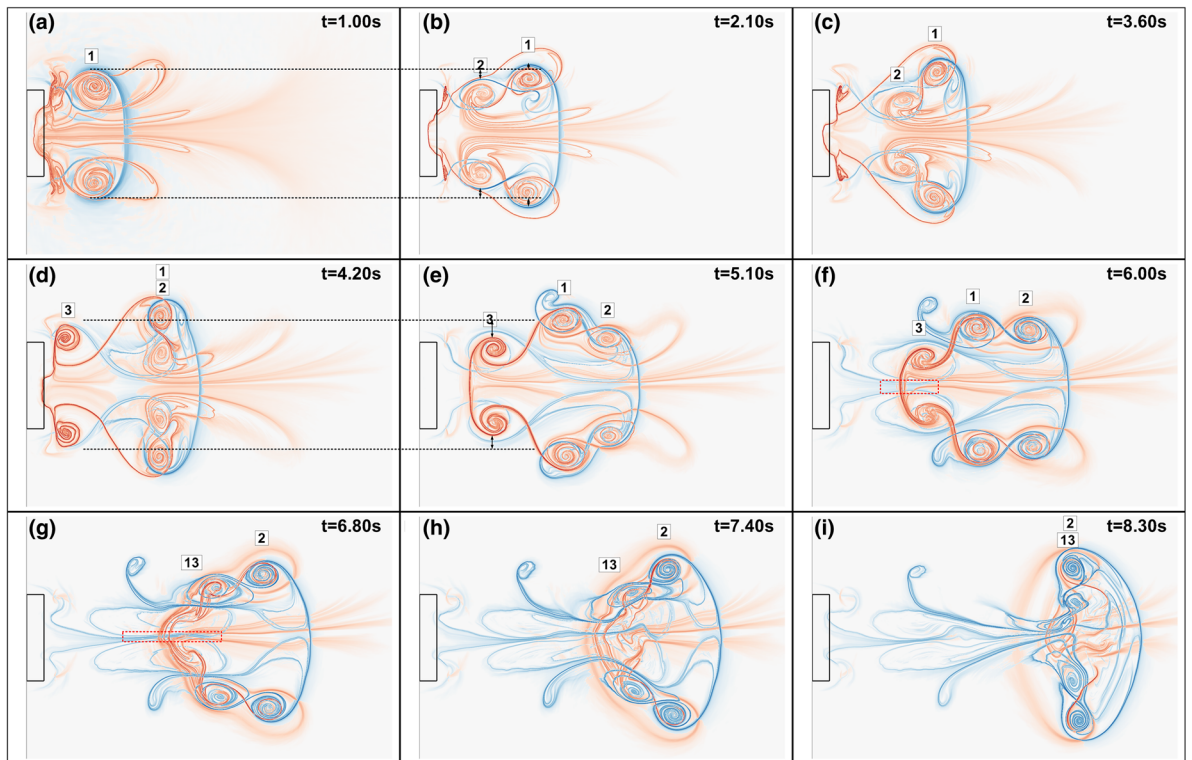 (a) t=1.00s
1
(b) t=2.10s
1
2
(c) t=3.60s
1
2
(d) t=4.20s
1
2
3
(e) t=5.10s
1
2
3
(f) t=6.00s
1 2
3
(g) t=6.80s
2
13
(h) t=7.40s
2
13
(i) t=8.30s
2
13